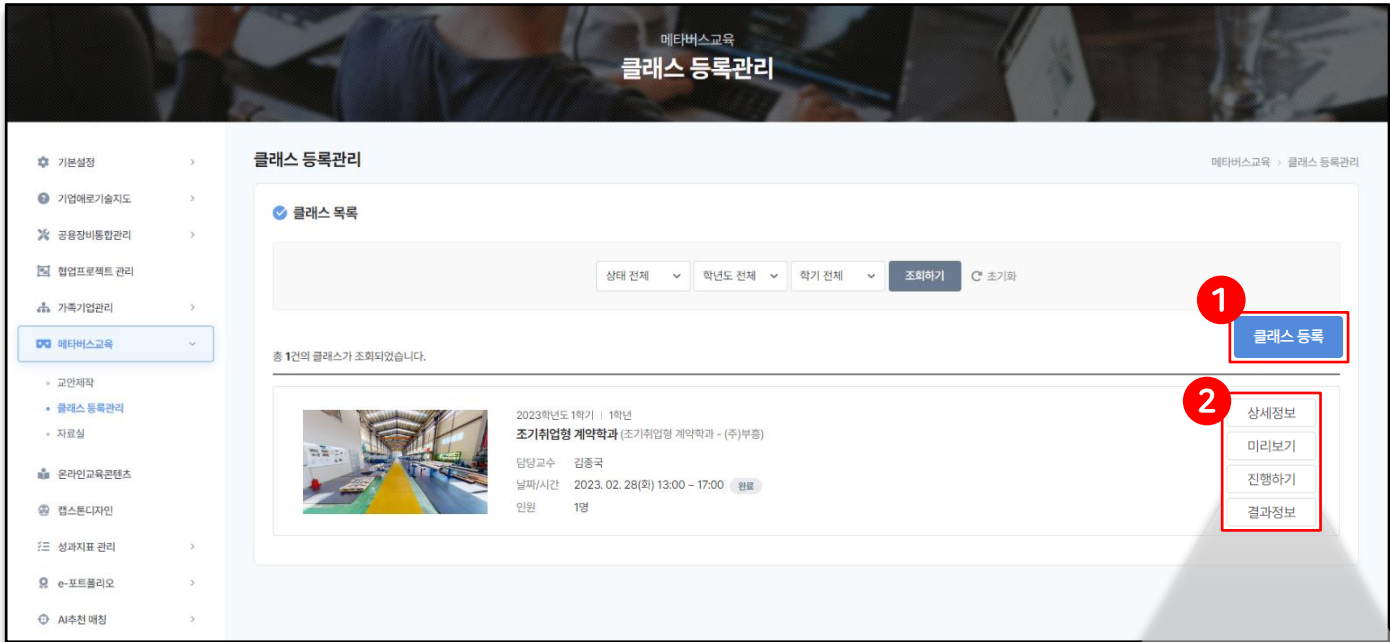 메타버스교육
클래스 등록관리
기본설정
기업애로기술지도
공용장비통합관리
협업프로젝트 관리
가족기업관리
메타버스교육
교안제작
클래스 등록관리
자료실
온라인교육콘텐츠
캡스톤디자인
성과지표 관리
e-포트폴리오
AI추천 매칭
클래스 등록관리
메타버스교육 > 클래스 등록관리
클래스 목록
상태 전체 학년도 전체 학기 전체 조회하기 초기화
1
클래스 등록
총 1건의 클래스가 조회되었습니다.
2023학년도 1학기 | 1학년
조기취업형 계약학과 (조기취업형 계약학과 - (주)부흥)
담당교수 김종국
날짜/시간 2023. 02. 28(화) 13:00 ~ 17:00 완료
인원 1명
2
상세정보
미리보기
진행하기
결과정보